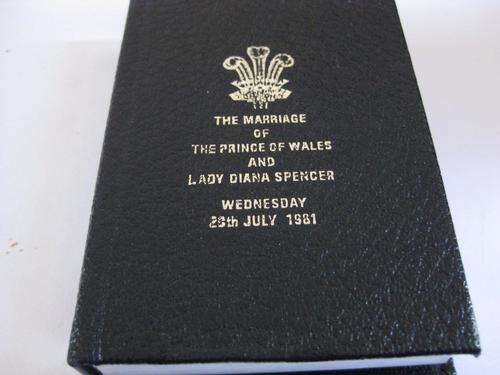 THE MARRIAGE
OF
THE PRINCE OF WALES
AND
LADY DIANA SPENCER
WEDNESDAY
29th JULY 1981